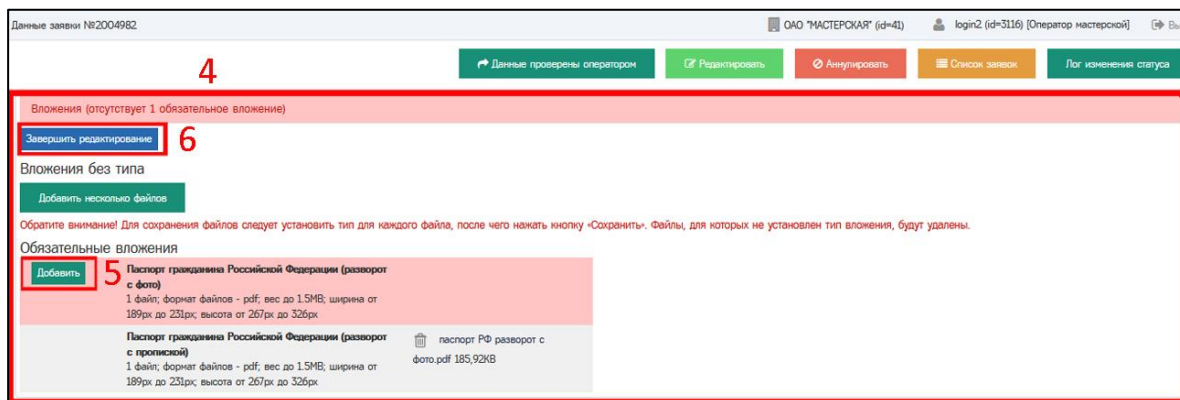 Данные заявки №2004982 ОАО "МАСТЕРСКАЯ" (id=41) login2 (id=3116) [Оператор мастерской]
4 Данные проверены оператором Редактировать Аннулировать Список заявок Лог изменения статуса
Вложения (отсутствует 1 обязательное вложение)
Завершить редактирование 6
Вложения без типа
Добавить несколько файлов
Обратите внимание! Для сохранения файлов следует установить тип для каждого файла, после чего нажать кнопку «Сохранить». Файлы, для которых не установлен тип вложения, будут удалены.
Обязательные вложения
Добавить 5 Паспорт гражданина Российской Федерации (разворот
с фото)
1 файл; формат файлов - pdf; вес до 1.5MB; ширина от
189px до 231px; высота от 267px до 326px
Паспорт гражданина Российской Федерации (разворот паспорт РФ разворот с
с пропиской) фото.pdf 185,92KB
1 файл; формат файлов - pdf; вес до 1.5MB; ширина от
189px до 231px; высота от 267px до 326px